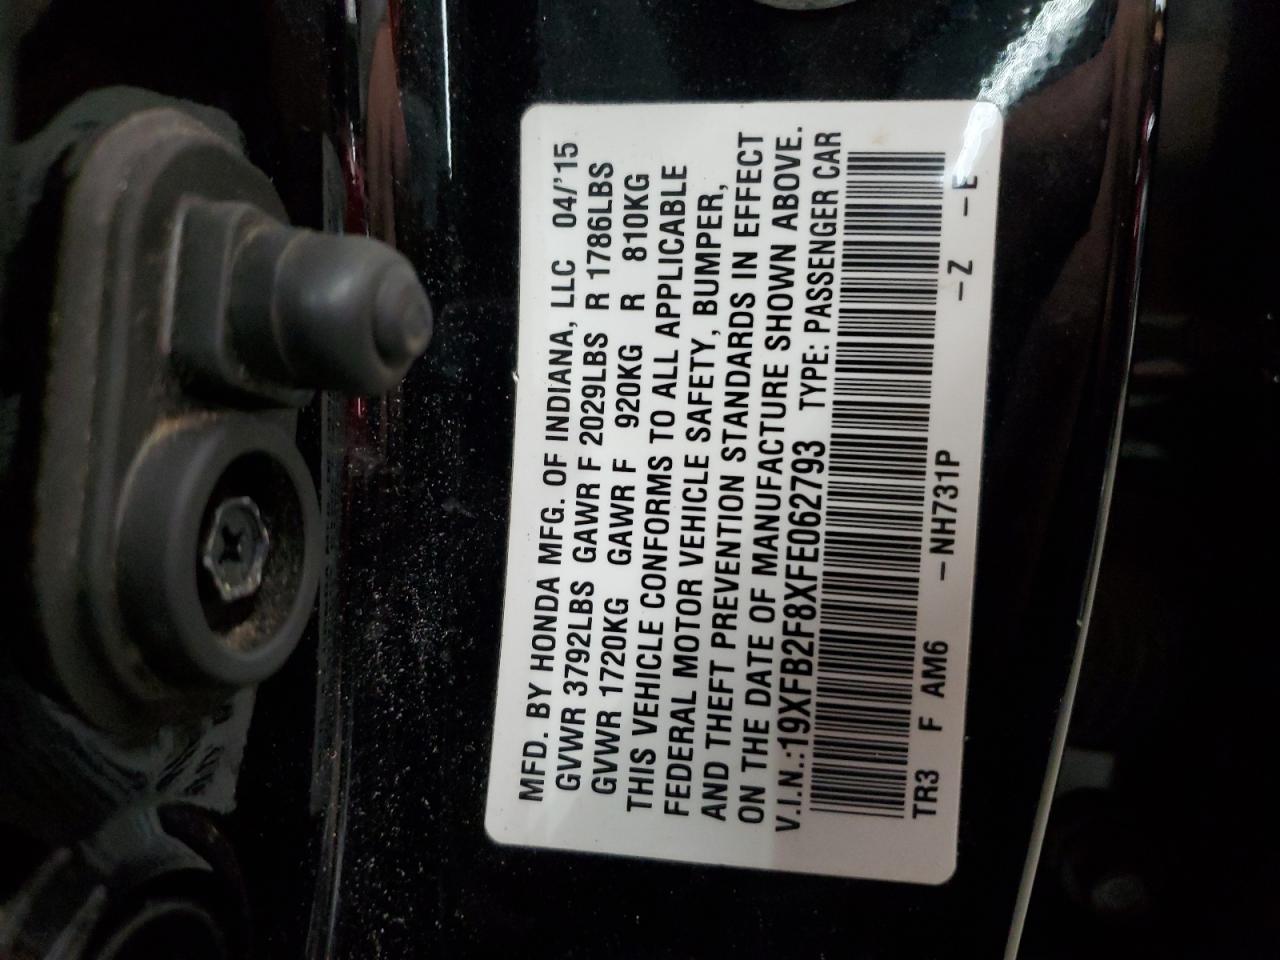 MFD. BY HONDA MFG. OF INDIANA, LLC 04/'15
GVWR 3792LBS GAWR F 2029LBS R 1786LBS
GVWR 1720KG GAWR F 920KG R 810KG
THIS VEHICLE CONFORMS TO ALL APPLICABLE
FEDERAL MOTOR VEHICLE SAFETY, BUMPER,
AND THEFT PREVENTION STANDARDS IN EFFECT
ON THE DATE OF MANUFACTURE SHOWN ABOVE.
V.I.N.:19XFB2F8XFE062793 TYPE: PASSENGER CAR
TR3 F AM6 –NH731P –Z –E